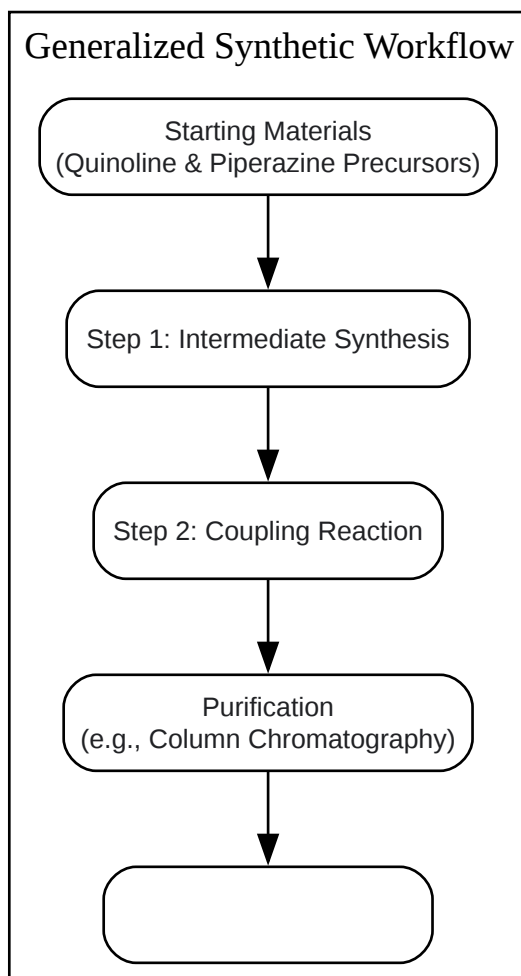 Generalized Synthetic Workflow
Starting Materials
(Quinoline & Piperazine Precursors)
Step 1: Intermediate Synthesis
Step 2: Coupling Reaction
Purification
(e.g., Column Chromatography)